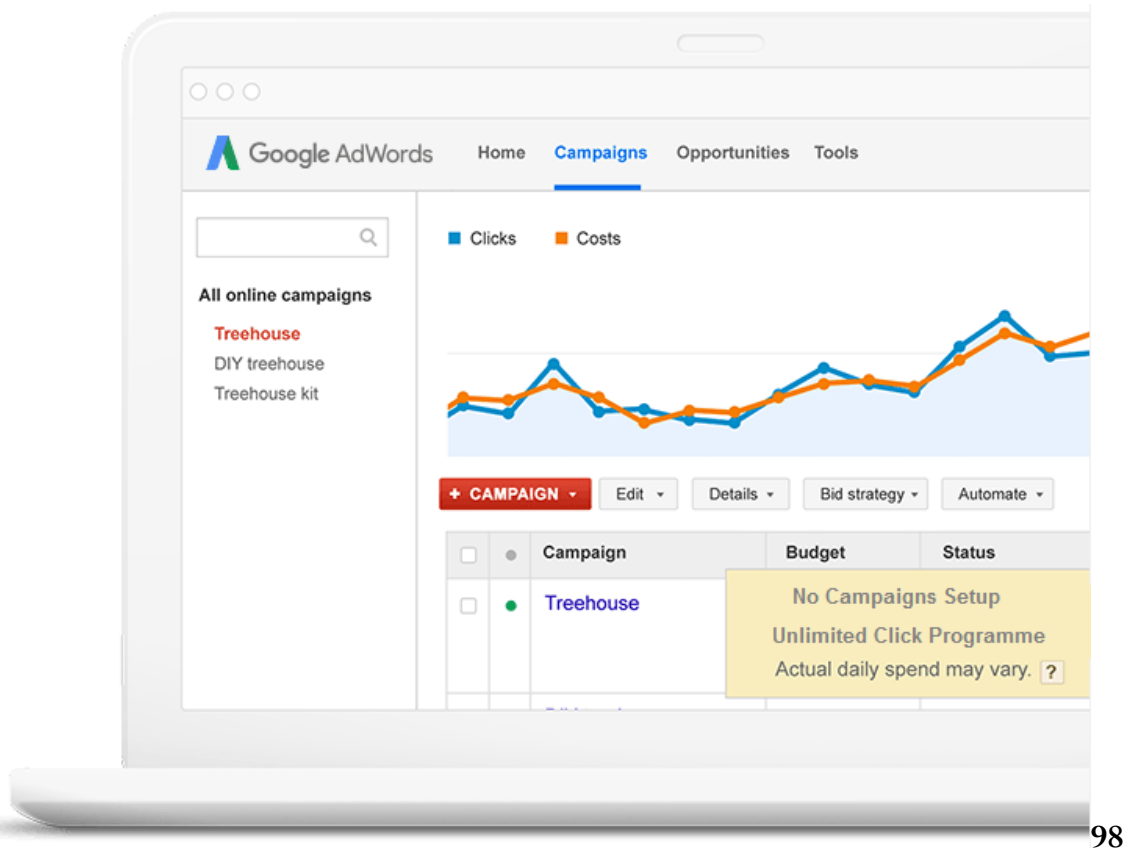 Google AdWords Home Campaigns Opportunities Tools
Clicks Costs
All online campaigns
Treehouse
DIY treehouse
Treehouse kit
+ CAMPAIGN Edit Details Bid strategy Automate
Campaign Budget Status
Treehouse
No Campaigns Setup
Unlimited Click Programme
Actual daily spend may vary. ?
98